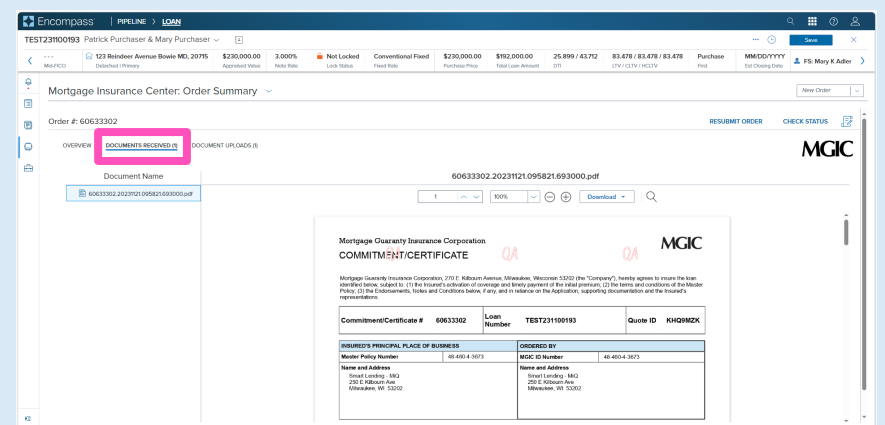 Encompass | PIPELINE > LOAN
TEST231100193 Patrick Purchaser & Mary Purchaser
... Save ×
--- 123 Reindeer Avenue Bowie MD, 20715 $230,000.00 3.000% Not Locked Conventional Fixed $230,000.00 $192,000.00 25.899 / 43.712 83.478 / 83.478 / 83.478 Purchase MM/DD/YYYY FS: Mary K Adler
Mid-FICO Detached | Primary Appraised Value Note Rate Lock Status Fixed Rate Purchase Price Total Loan Amount DTI LTV / CLTV / HCLTV First Est Closing Date
Mortgage Insurance Center: Order Summary
New Order
Order #: 60633302
RESUBMIT ORDER CHECK STATUS
OVERVIEW DOCUMENTS RECEIVED (1) DOCUMENT UPLOADS (1)
MGIC
Document Name
60633302.20231121.095821.693000.pdf
60633302.20231121.095821.693000.pdf
1 100% Download
Mortgage Guaranty Insurance Corporation
MGIC
COMMITMENT/CERTIFICATE
QA QA QA
Mortgage Guaranty Insurance Corporation, 270 E. Kilbourn Avenue, Milwaukee, Wisconsin 53202 (the "Company"), hereby agrees to insure the loan
identified below, subject to: (1) the Insured's activation of coverage and timely payment of the initial premium; (2) the terms and conditions of the Master
Policy; (3) the Endorsements, Notes and Conditions below, if any, and in reliance on the Application, supporting documentation and the Insured's
representations.
Commitment/Certificate # 60633302 Loan Number TEST231100193 Quote ID KHQ9MZK
INSURED'S PRINCIPAL PLACE OF BUSINESS ORDERED BY
Master Policy Number 48-460-4-3673 MGIC ID Number 48-460-4-3673
Name and Address Name and Address
Smart Lending - MiQ Smart Lending - MiQ
250 E Kilbourn Ave 250 E Kilbourn Ave
Milwaukee, WI 53202 Milwaukee, WI 53202